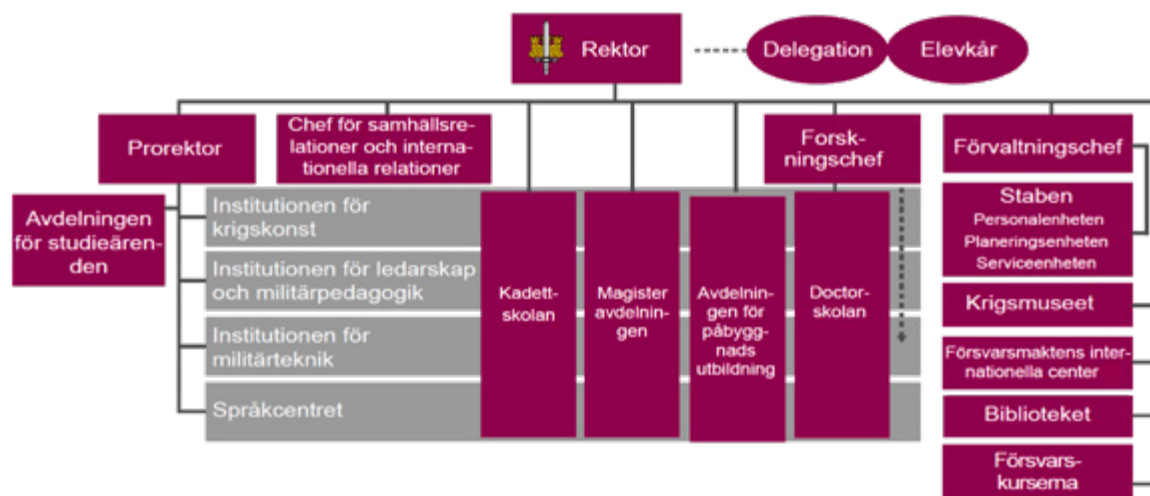 Rektor
Delegation
Elevkår
Prorektor
Chef för samhällsre-
lationer och interna-
tionella relationer
Forsk-
ningschef
Förvaltningschef
Avdelningen
för studieären-
den
Institutionen för
krigskonst
Institutionen för ledarskap
och militärpedagogik
Institutionen för
militärteknik
Språkcentret
Kadett-
skolan
Magister
avdelningen
Avdelnin-
gen för
påbygg-
nads
utbildning
Doctor-
skolan
Staben
Personalenheten
Planeringsenheten
Serviceenheten
Krigsmuseet
Försvarsmaktens inter-
nationella center
Biblioteket
Försvars-
kurserna